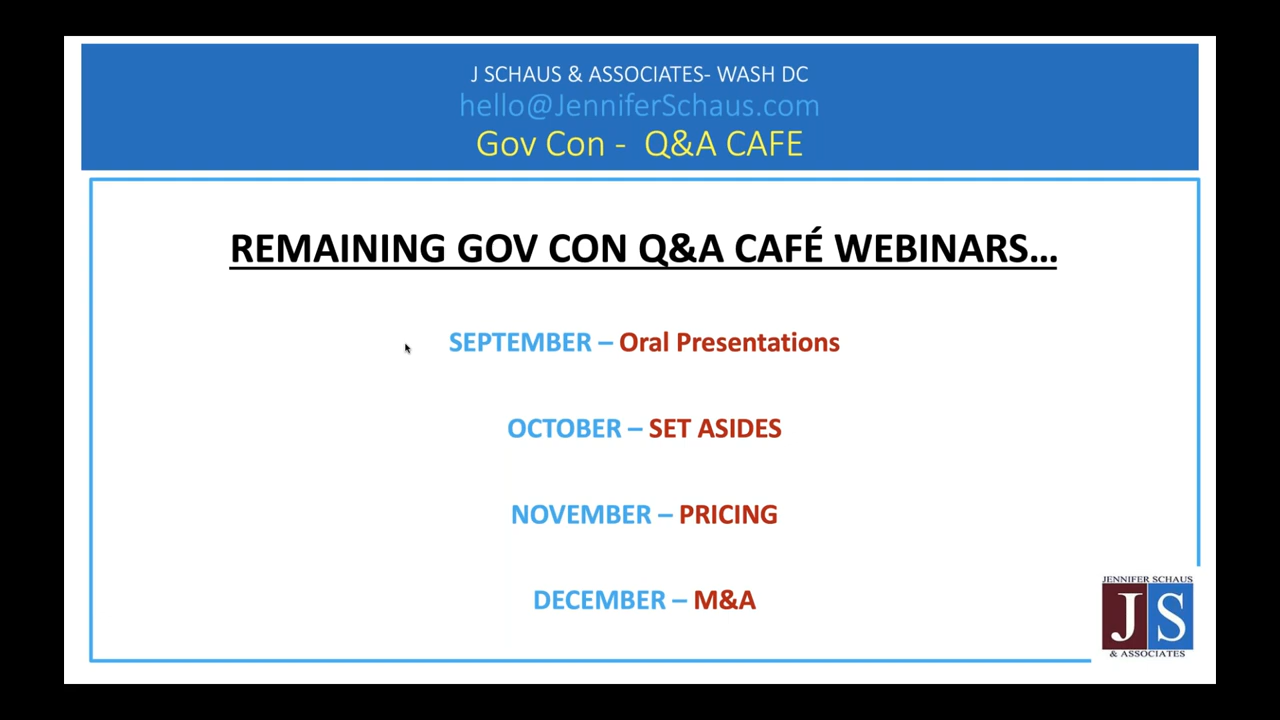 J SCHAUS & ASSOCIATES- WASH DC
hello@JenniferSchaus.com
Gov Con - Q&A CAFE
REMAINING GOV CON Q&A CAFÉ WEBINARS...
SEPTEMBER – Oral Presentations
OCTOBER – SET ASIDES
NOVEMBER – PRICING
DECEMBER – M&A
JENNIFER SCHAUS
JS
& ASSOCIATES